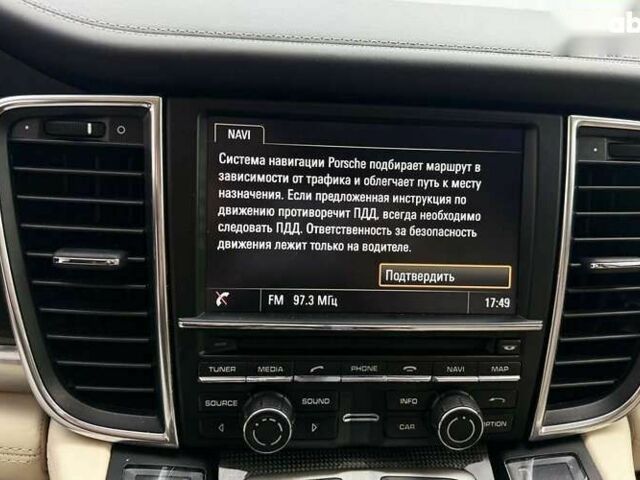 NAVI
Система навигации Porsche подбирает маршрут в
зависимости от трафика и облегчает путь к месту
назначения. Если предложенная инструкция по
движению противоречит ПДД, всегда необходимо
следовать ПДД. Ответственность за безопасность
движения лежит только на водителе.
Подтвердить
FM 97.3 МГц 17:49
TUNER MEDIA PHONE NAVI MAP
SOURCE SOUND INFO
CAR OPTION